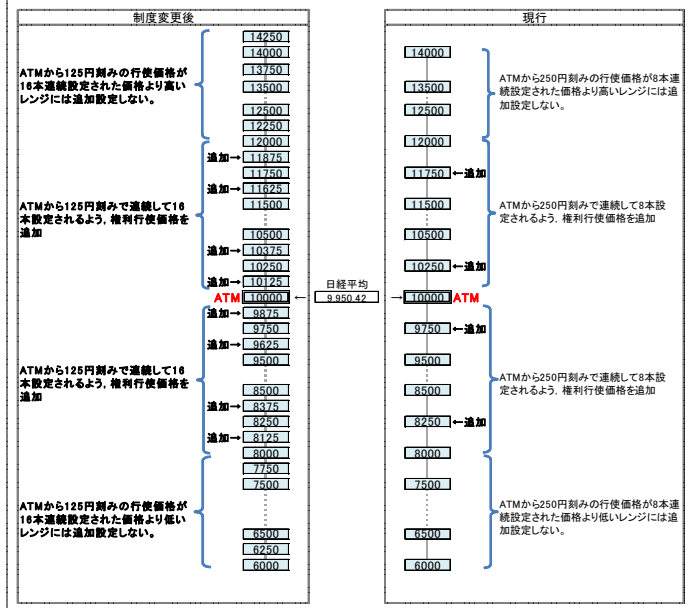 制度変更後
14250
14000
13750
13500
12500
12250
ATMから125円刻みの行使価格が
16本連続設定された価格より高い
レンジには追加設定しない。
12000
追加→ 11875
11750
追加→ 11625
11500
10500
追加→ 10375
10250
追加→ 10125
ATMから125円刻みで連続して16
本設定されるよう, 権利行使価格を
追加
ATM 10000 ←
日経平均
9,950.42
追加→ 9875
9750
追加→ 9625
9500
8500
追加→ 8375
8250
追加→ 8125
8000
ATMから125円刻みで連続して16
本設定されるよう, 権利行使価格を
追加
7750
7500
6500
6250
6000
ATMから125円刻みの行使価格が
16本連続設定された価格より低い
レンジには追加設定しない。
現行
14000
13500
12500
ATMから250円刻みの行使価格が8本連
続設定された価格より高いレンジには追
加設定しない。
12000
11750 ←追加
11500
10500
10250 ←追加
ATMから250円刻みで連続して8本設
定されるよう, 権利行使価格を追加
→ 10000 ATM
9750 ←追加
9500
8500
8250 ←追加
8000
ATMから250円刻みで連続して8本設
定されるよう, 権利行使価格を追加
7500
6500
6000
ATMから250円刻みの行使価格が8本連
続設定された価格より低いレンジには追
加設定しない。